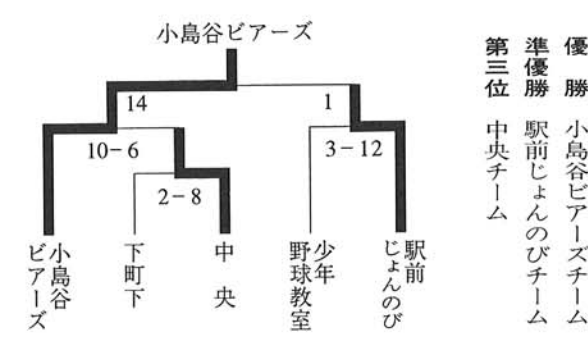 小島谷ビアーズ
14
1
10-6
3-12
2-8
小島谷
ビアーズ
下町下
中央
少年
野球教室
駅前
じょんのび
優勝 小島谷ビアーズチーム
準優勝 駅前じょんのびチーム
第三位 中央チーム